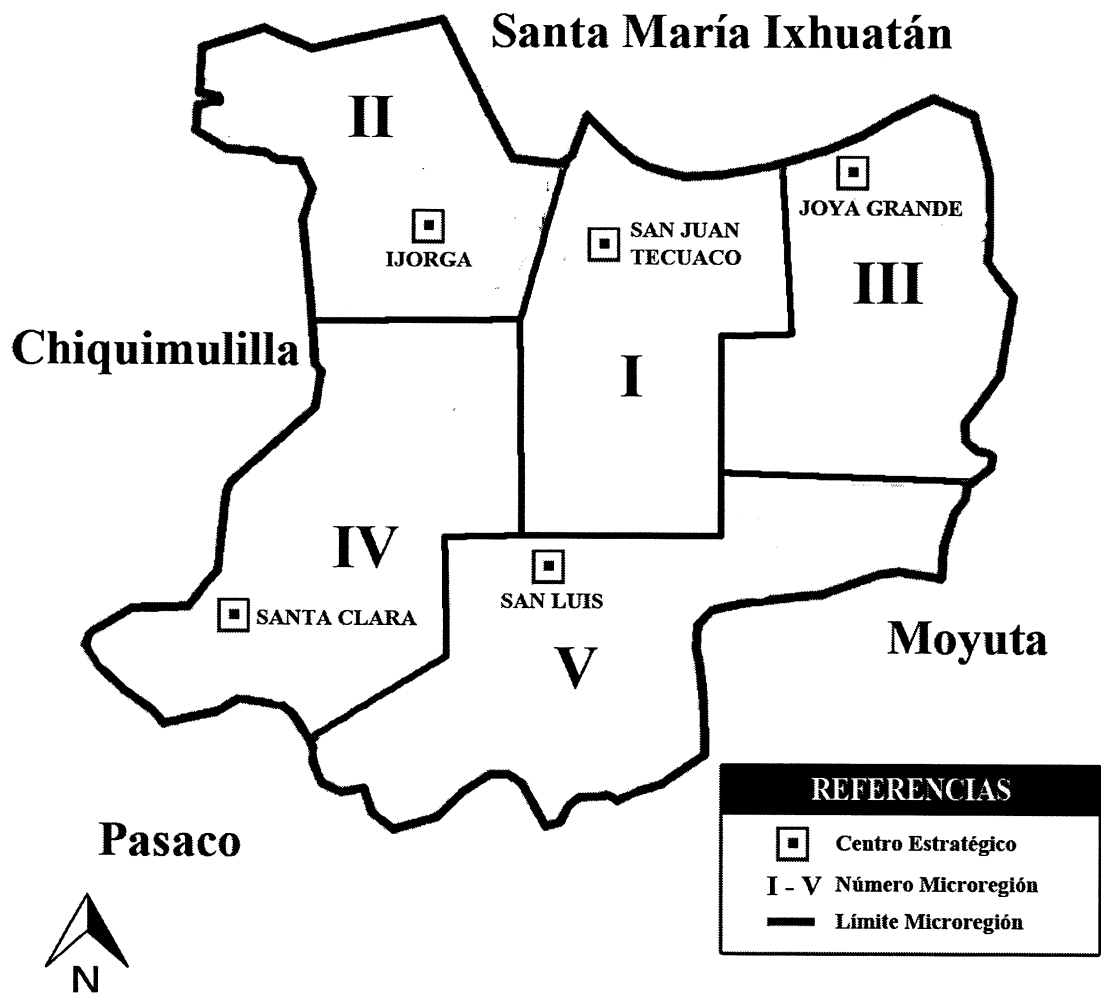 Santa María Ixhuatán
II
JOYA GRANDE
IJORGA
SAN JUAN
TECUACO
III
Chiquimulilla
I
IV
SAN LUIS
SANTA CLARA
Moyuta
V
REFERENCIAS
Centro Estratégico
I - V Número Microregión
Límite Microregión
Pasaco
N